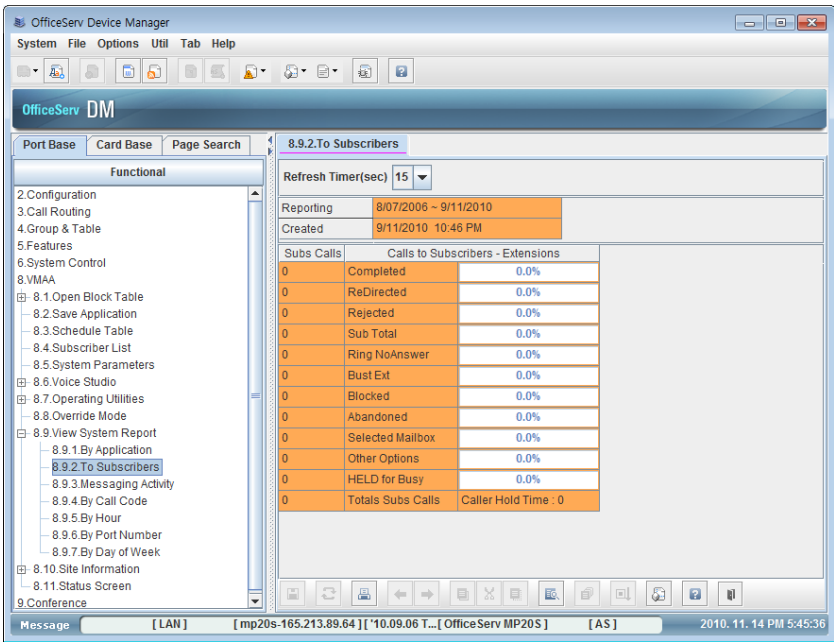 OfficeServ Device Manager
System File Options Util Tab Help
OfficeServ DM
Port Base Card Base Page Search
Functional
2.Configuration
3.Call Routing
4.Group & Table
5.Features
6.System Control
8.VMAA
8.1.Open Block Table
8.2.Save Application
8.3.Schedule Table
8.4.Subscriber List
8.5.System Parameters
8.6.Voice Studio
8.7.Operating Utilities
8.8.Override Mode
8.9.View System Report
8.9.1.By Application
8.9.2.To Subscribers
8.9.3.Messaging Activity
8.9.4.By Call Code
8.9.5.By Hour
8.9.6.By Port Number
8.9.7.By Day of Week
8.10.Site Information
8.11.Status Screen
9.Conference
8.9.2.To Subscribers
Refresh Timer(sec) 15
Reporting 8/07/2006 ~ 9/11/2010
Created 9/11/2010 10:46 PM
Subs Calls Calls to Subscribers - Extensions
0 Completed 0.0%
0 ReDirected 0.0%
0 Rejected 0.0%
0 Sub Total 0.0%
0 Ring NoAnswer 0.0%
0 Bust Ext 0.0%
0 Blocked 0.0%
0 Abandoned 0.0%
0 Selected Mailbox 0.0%
0 Other Options 0.0%
0 HELD for Busy 0.0%
0 Totals Subs Calls Caller Hold Time : 0
Message [ LAN ] [ mp20s-165.213.89.64 ] [ '10.09.06 T... [ OfficeServ MP20S ] [ AS ] 2010. 11. 14 PM 5:45:36